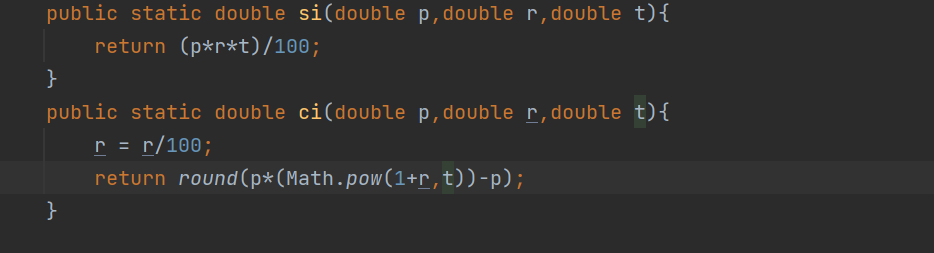 public static double si(double p,double r,double t){
    return (p*r*t)/100;
}
public static double ci(double p,double r,double t){
    r = r/100;
    return round(p*(Math.pow(1+r,t))-p);
}